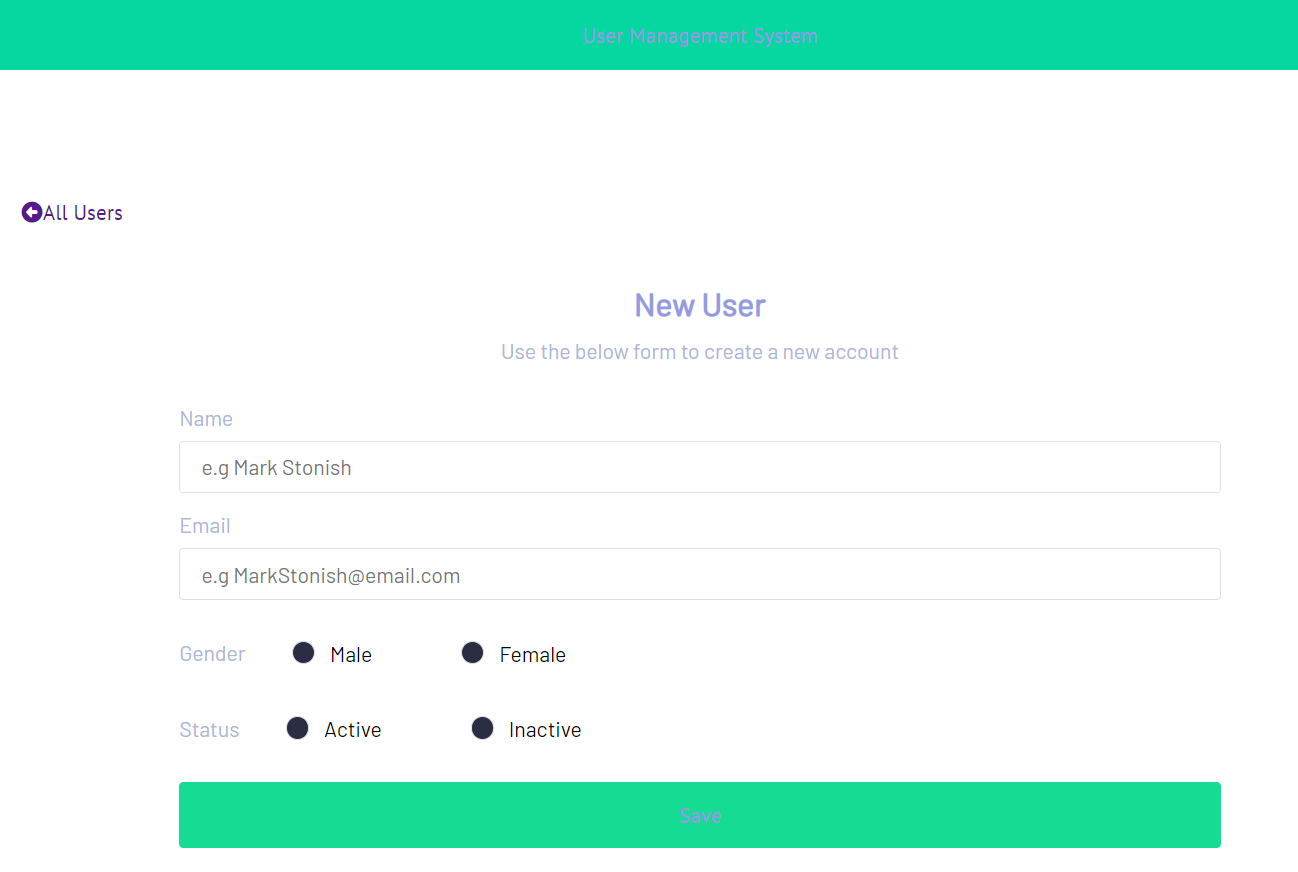 User Management System
All Users
New User
Use the below form to create a new account
Name
e.g Mark Stonish
Email
e.g MarkStonish@email.com
Gender Male Female
Status Active Inactive
Save